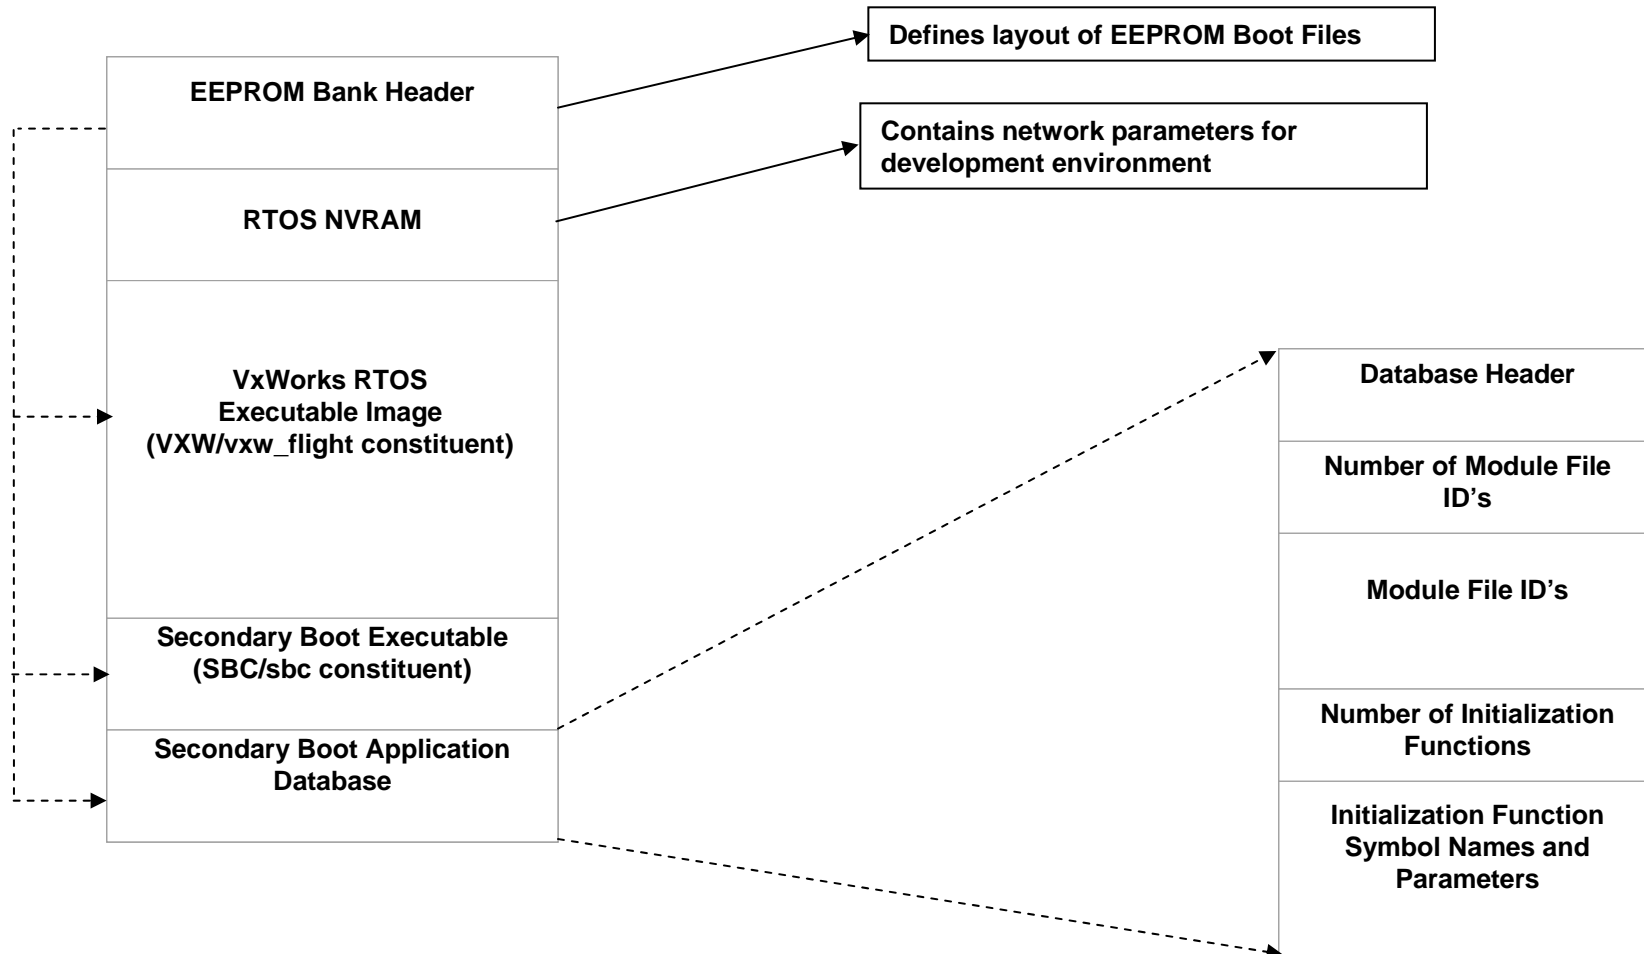 Defines layout of EEPROM Boot Files
EEPROM Bank Header
Contains network parameters for
development environment
RTOS NVRAM
VxWorks RTOS
Executable Image
(VXW/vxw_flight constituent)
Secondary Boot Executable
(SBC/sbc constituent)
Secondary Boot Application
Database
Database Header
Number of Module File
ID’s
Module File ID’s
Number of Initialization
Functions
Initialization Function
Symbol Names and
Parameters